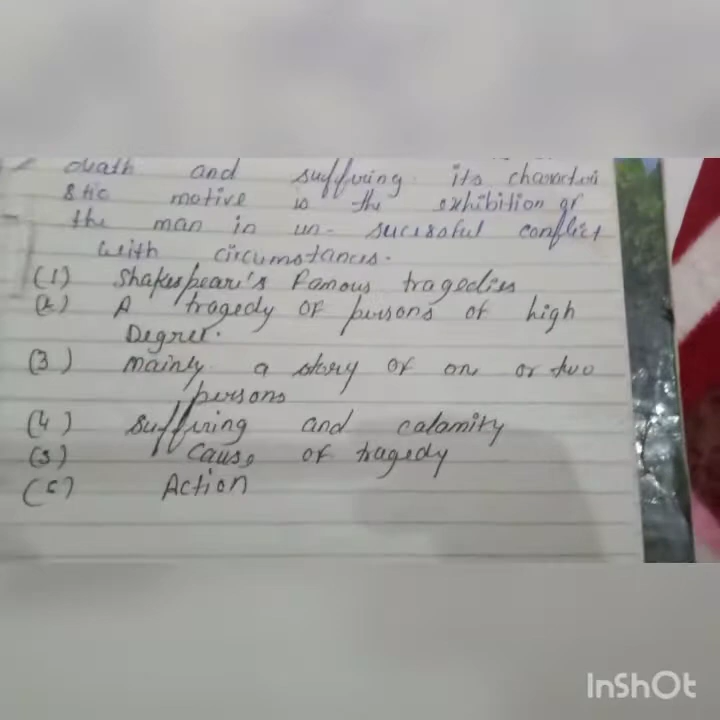 death and suffering its characteri
stic motive is the exhibition of
the man in un- sucessful conflict
with circumstances.
(1) Shakespear's famous tragedies
(2) A tragedy of persons of high
Degree.
(3) mainly a story of one or two
persons
(4) suffring and calamity
(5) Cause of tragedy
(6) Action
InShOt